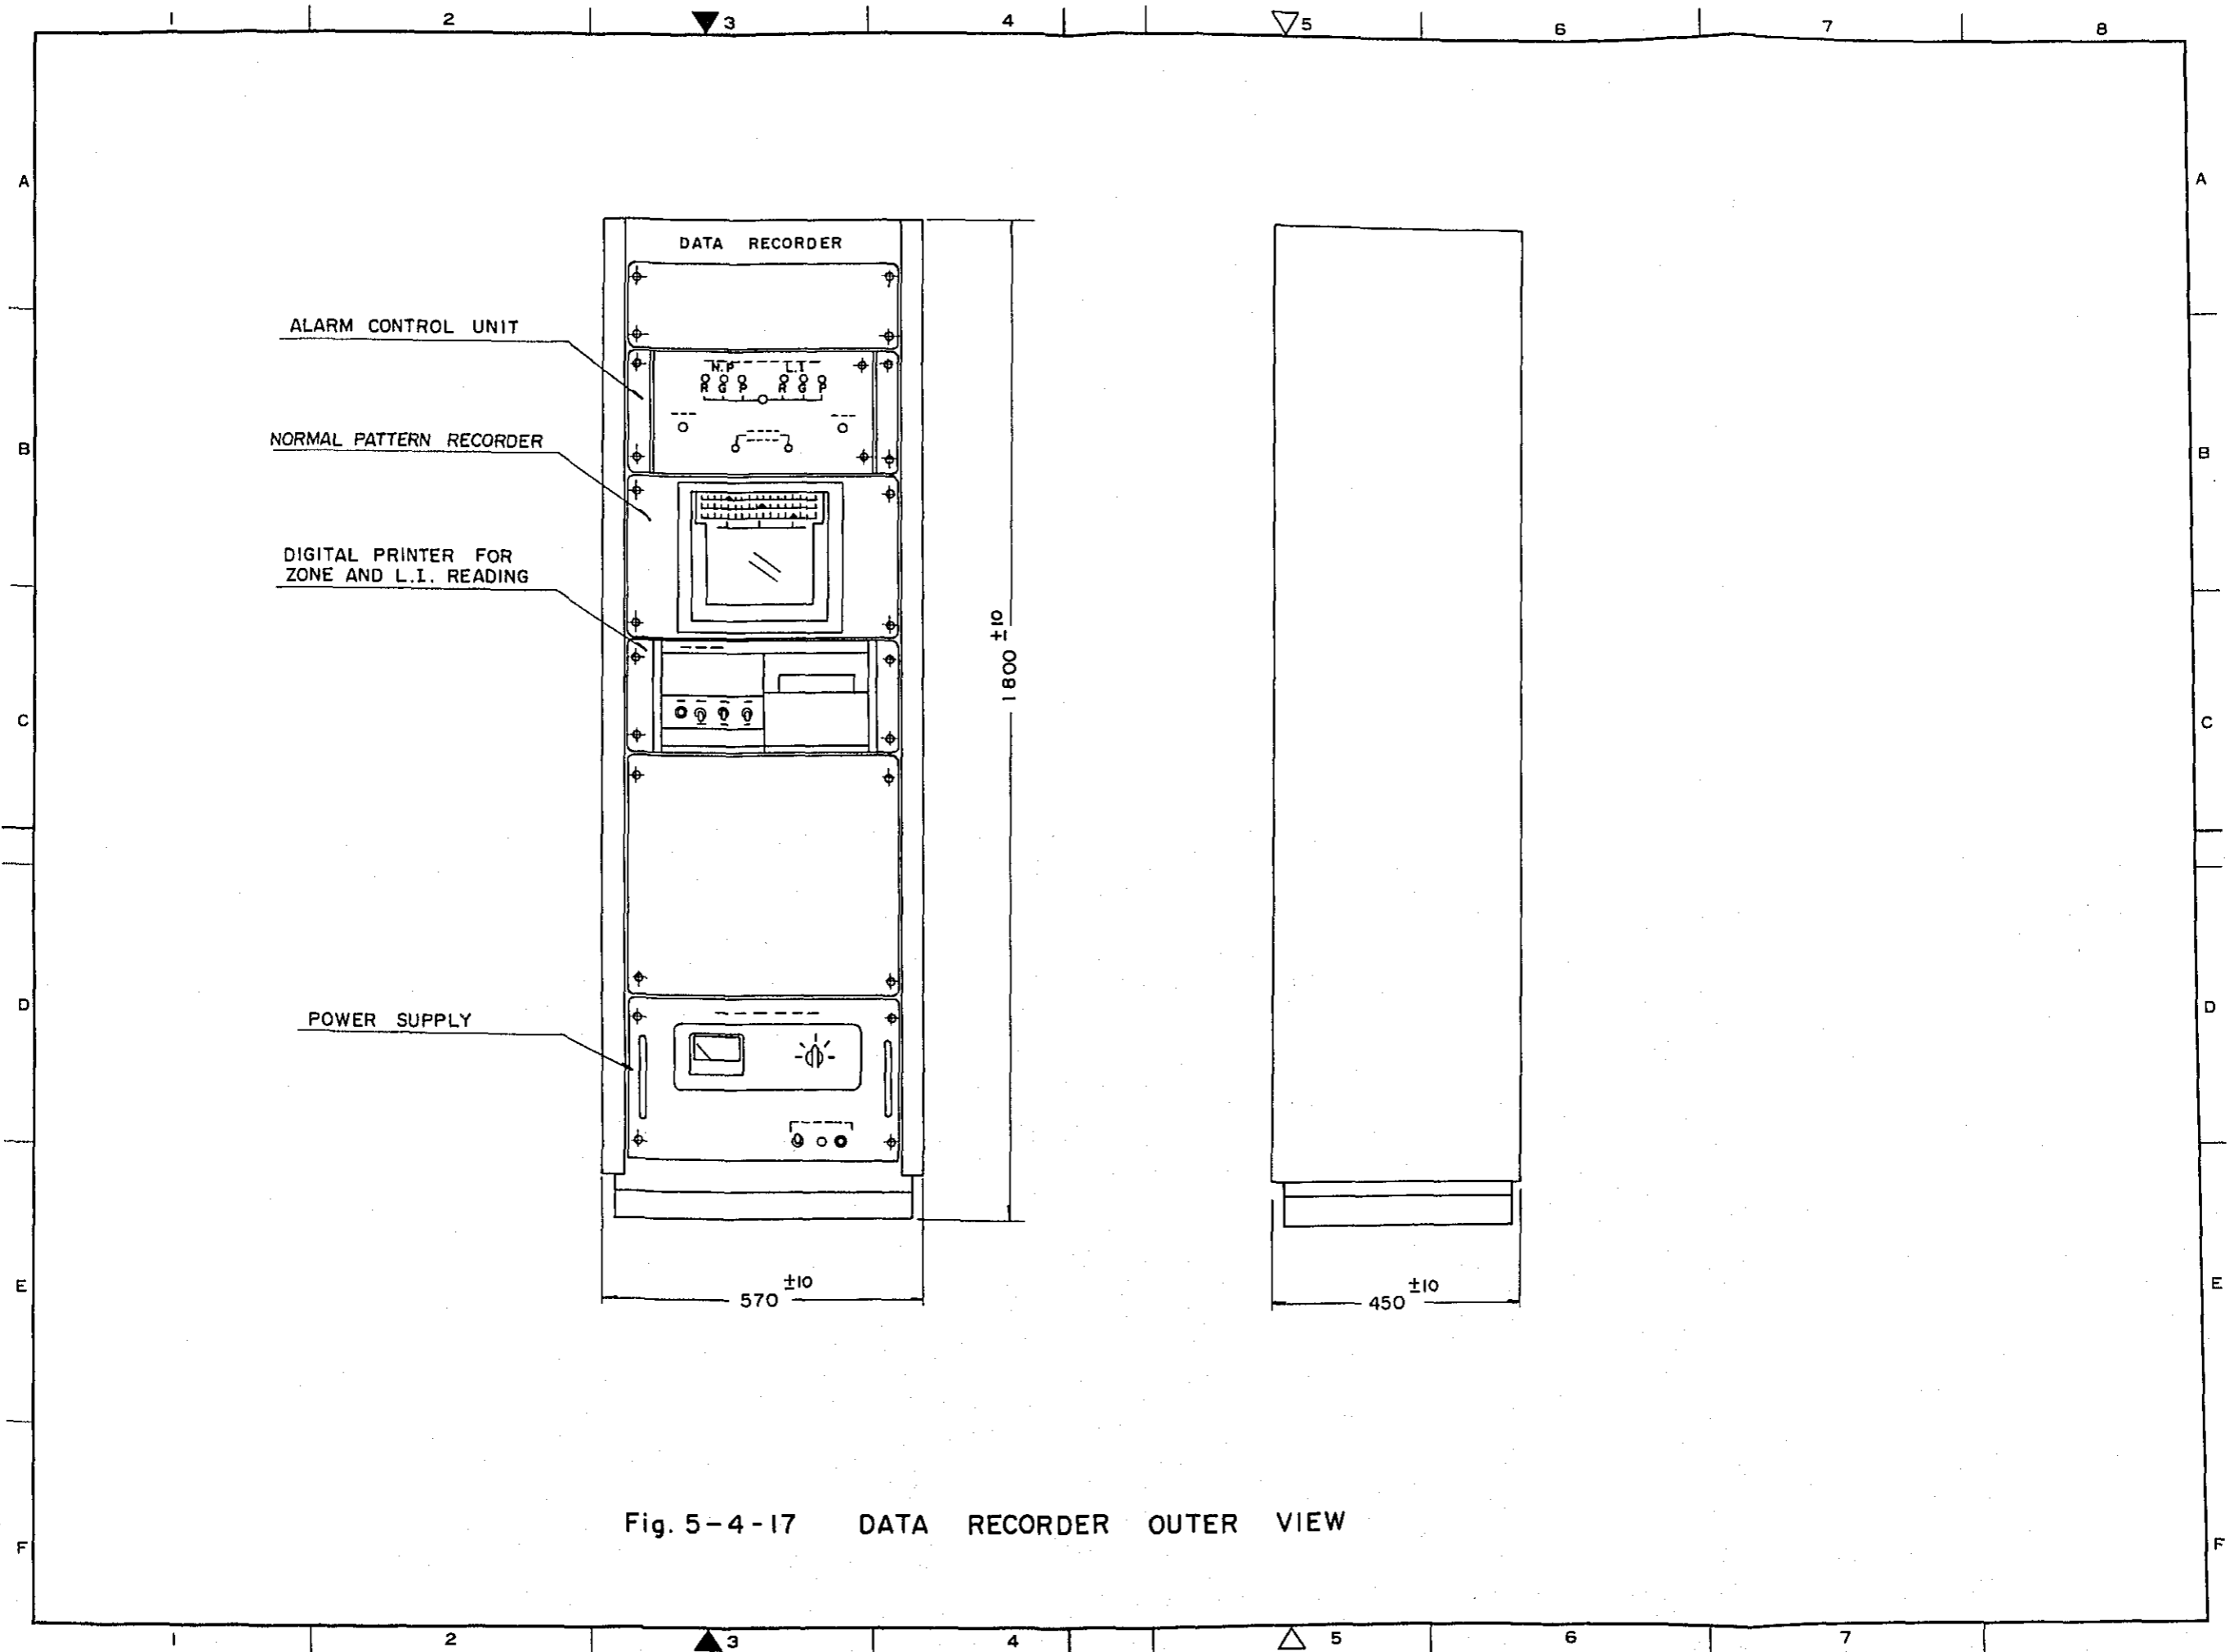 1 2 3 4 5 6 7 8
A A
DATA RECORDER
ALARM CONTROL UNIT
N.P L.I
R G P R G P
NORMAL PATTERN RECORDER
B B
DIGITAL PRINTER FOR
ZONE AND L.I. READING
1800 ±10
C C
D D
POWER SUPPLY
E E
570 ±10
450 ±10
Fig. 5-4-17 DATA RECORDER OUTER VIEW
F F
1 2 3 4 5 6 7